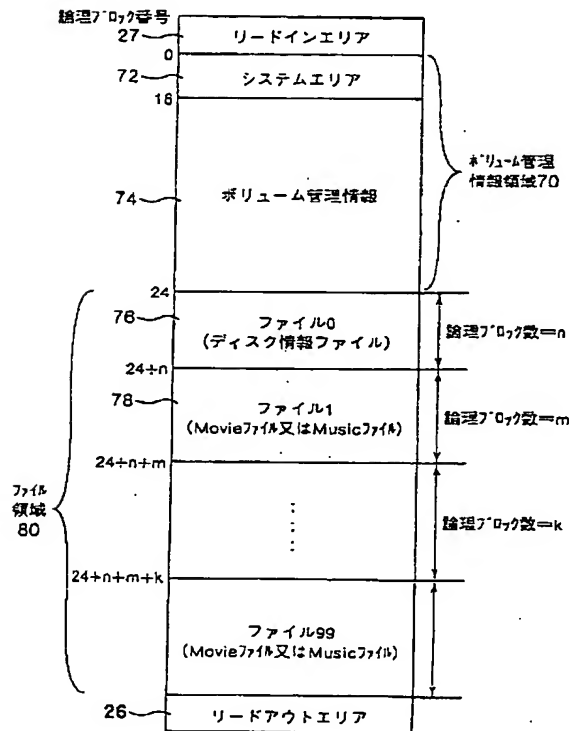 論理ブロック番号
27
リードインエリア
0
72
システムエリア
16
74
ボリューム管理情報
ボリューム管理
情報領域70
24
76
ファイル0
(ディスク情報ファイル)
論理ブロック数=n
24+n
78
ファイル1
(Movieファイル又はMusicファイル)
論理ブロック数=m
24+n+m
ファイル
領域
80
論理ブロック数=k
24+n+m+k
ファイル99
(Movieファイル又はMusicファイル)
26
リードアウトエリア